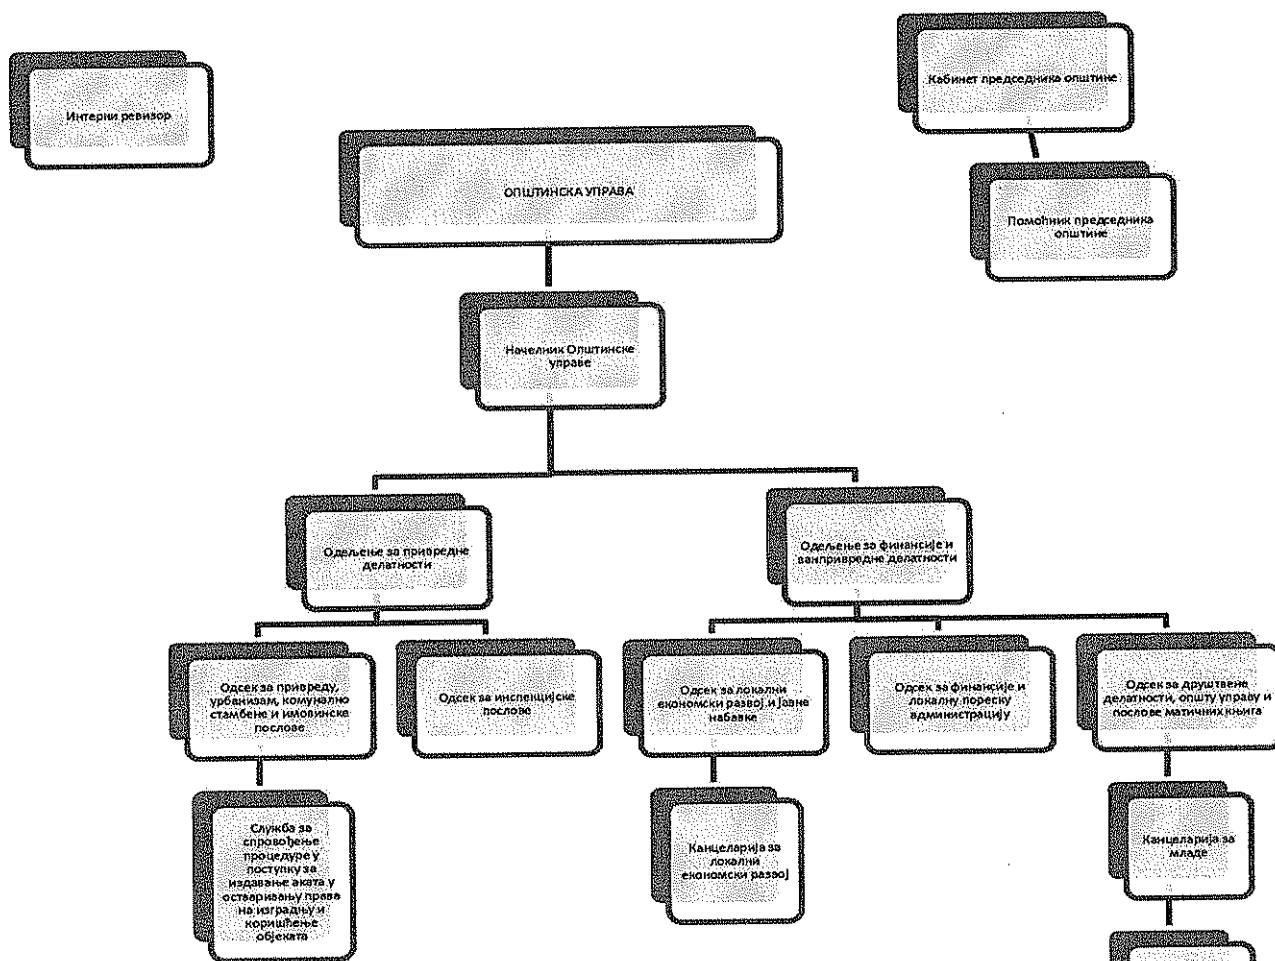 Интерни ревизор
Кабинет председника општине
Помоћник председника
општине
ОПШТИНСКА УПРАВА
Начелник Општинске
управе
Одељење за привредне
делатности
Одељење за финансије и
ванпривредне делатности
Одсек за привреду,
урбанизам, комунално
стамбене и имовинске
послове
Одсек за инспекцијске
послове
Одсек за локални
економски развој и јавне
набавке
Одсек за финансије и
локалну пореску
администрацију
Одсек за друштвене
делатности, општу управу и
послове матичних књига
Служба за
спровођење
процедуре у
поступку за
издавање аката у
остваривању права
на изградњу и
коришћење
објеката
Канцеларија за
локални
економски развој
Канцеларија за
младе